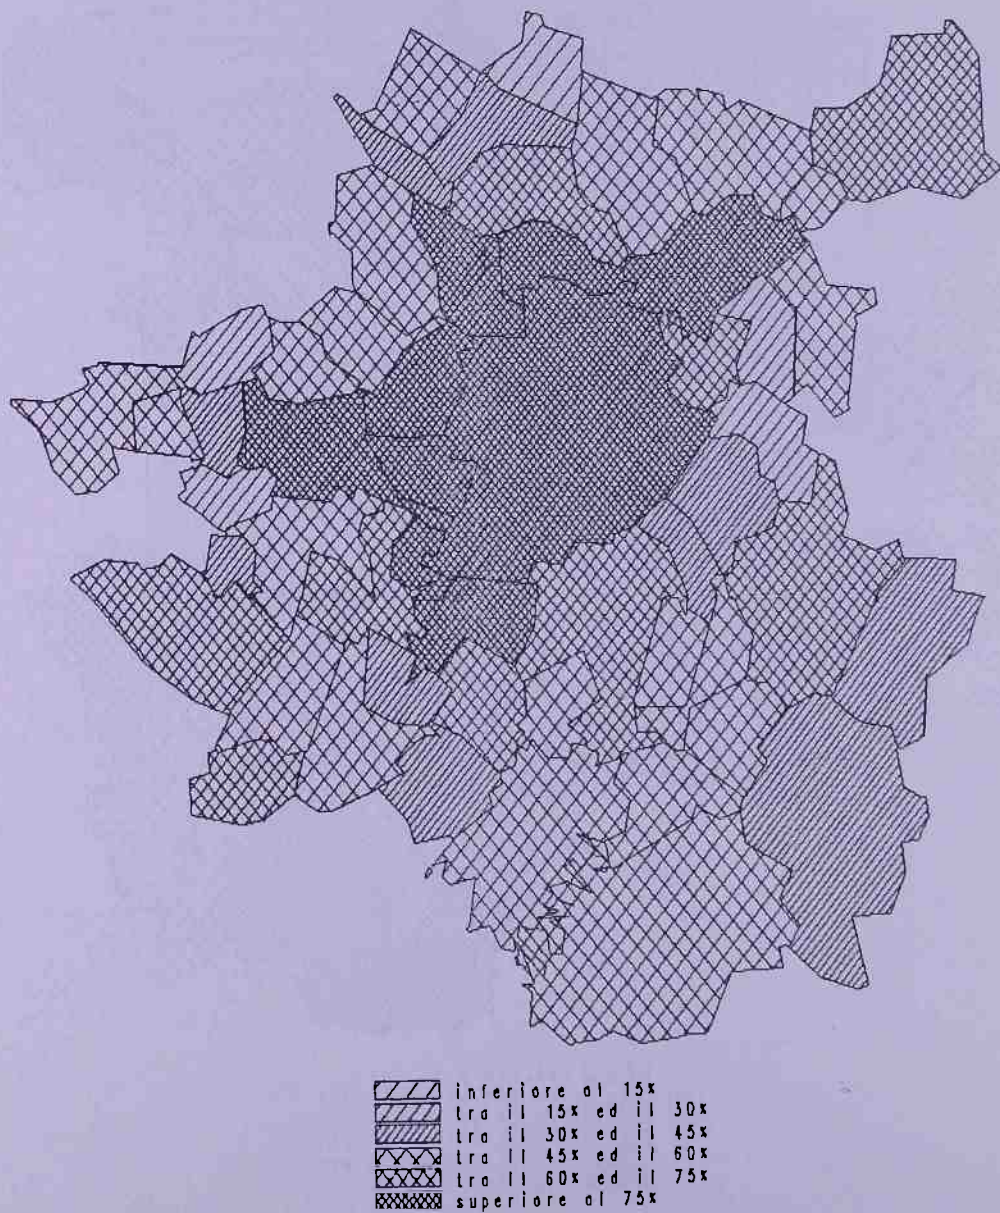 inferiore al 15%
tra il 15% ed il 30%
tra il 30% ed il 45%
tra il 45% ed il 60%
tra il 60% ed il 75%
superiore al 75%